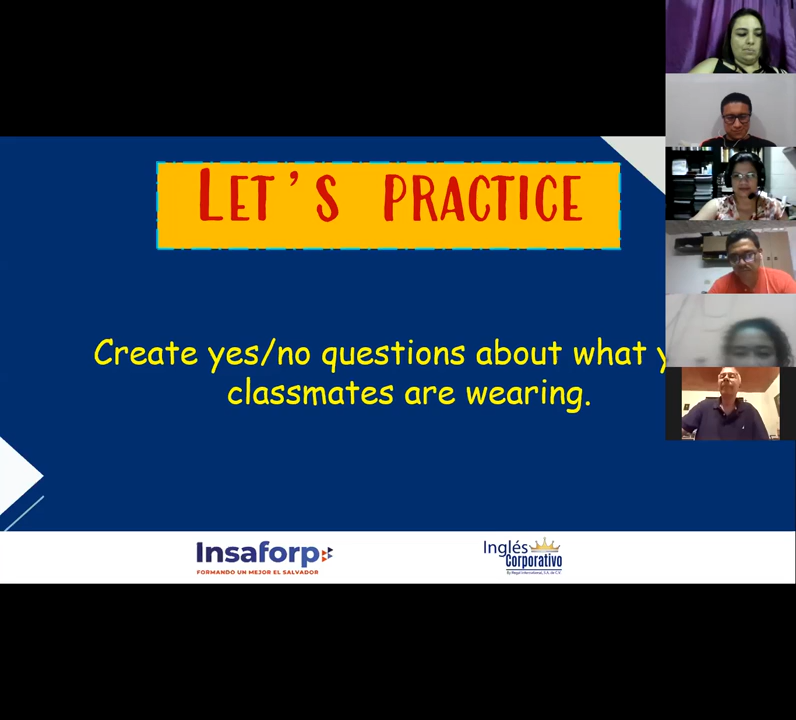 LET'S PRACTICE
Create yes/no questions about what
classmates are wearing.
Insaforp
FORMANDO UN MEJOR EL SALVADOR
Inglés
Corporativo